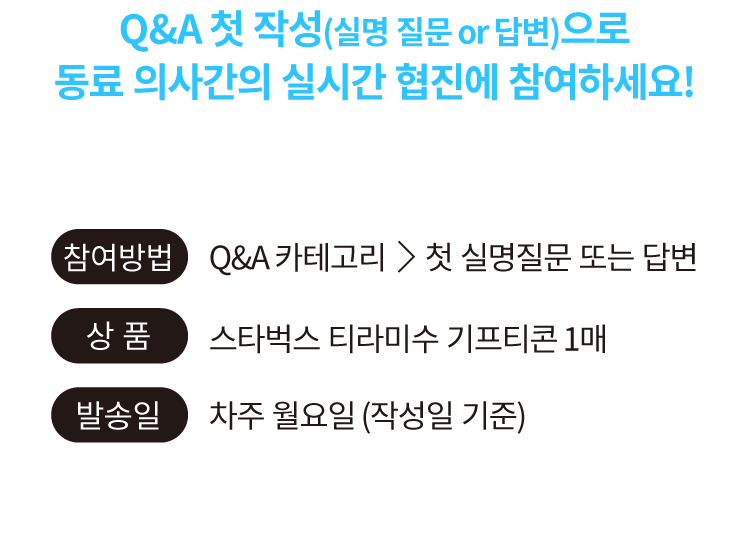 Q&A 첫 작성(실명 질문 or 답변)으로
동료 의사간의 실시간 협진에 참여하세요!
참여방법 Q&A 카테고리 > 첫 실명질문 또는 답변
상 품 스타벅스 티라미수 기프티콘 1매
발송일 차주 월요일 (작성일 기준)